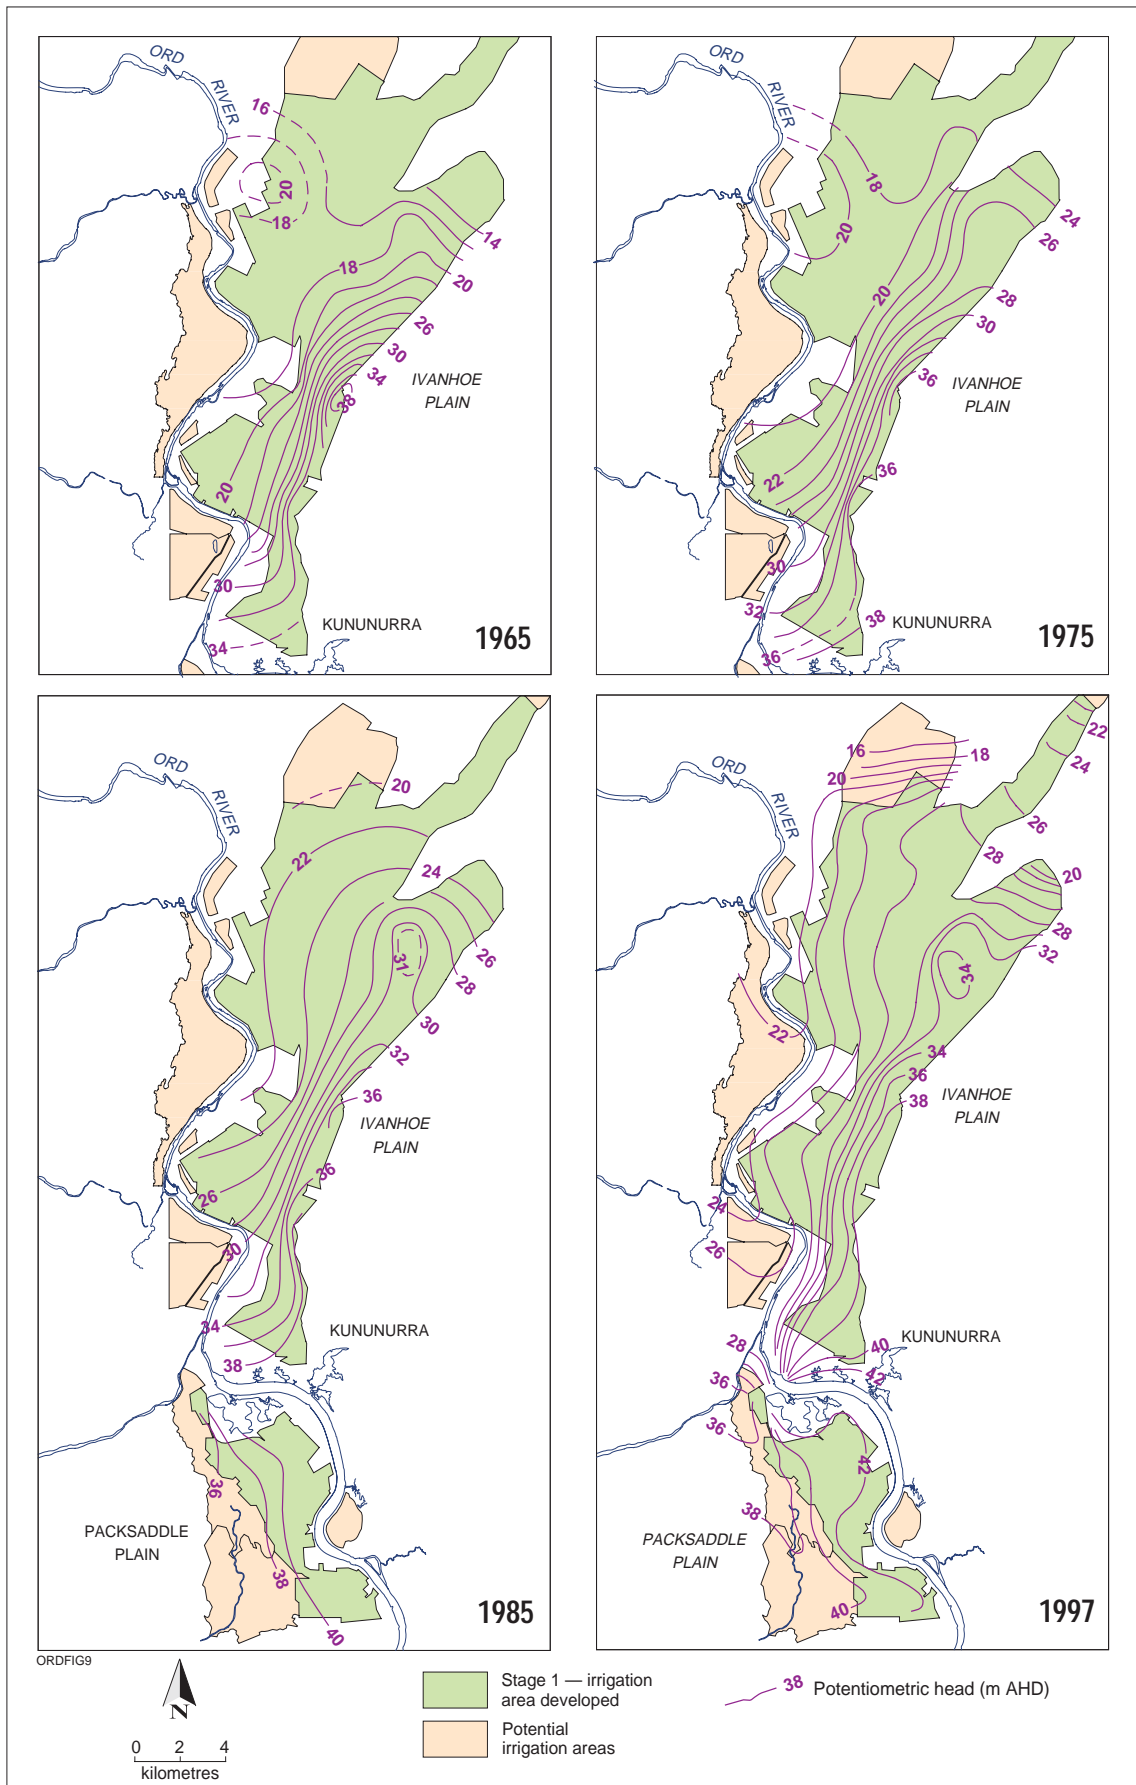 ORD
RIVER
16
20
18
18
14
20
26
30
34
38
IVANHOE
PLAIN
20
30
34
KUNUNURRA
1965
ORD
RIVER
18
20
20
24
26
28
30
36
IVANHOE
PLAIN
22
36
30
32
36
38
KUNUNURRA
1975
ORD
RIVER
20
22
24
31
26
28
30
32
36
IVANHOE
PLAIN
36
26
30
34
38
KUNUNURRA
36
PACKSADDLE
PLAIN
38
40
1985
ORD
RIVER
16
18
20
22
24
26
28
20
28
32
34
22
34
36
38
IVANHOE
PLAIN
24
26
28
KUNUNURRA
40
42
36
36
42
38
PACKSADDLE
PLAIN
40
1997
ORDFIG9
N
0 2 4
kilometres
Stage 1 — irrigation
area developed
Potential
irrigation areas
38
Potentiometric head (m AHD)